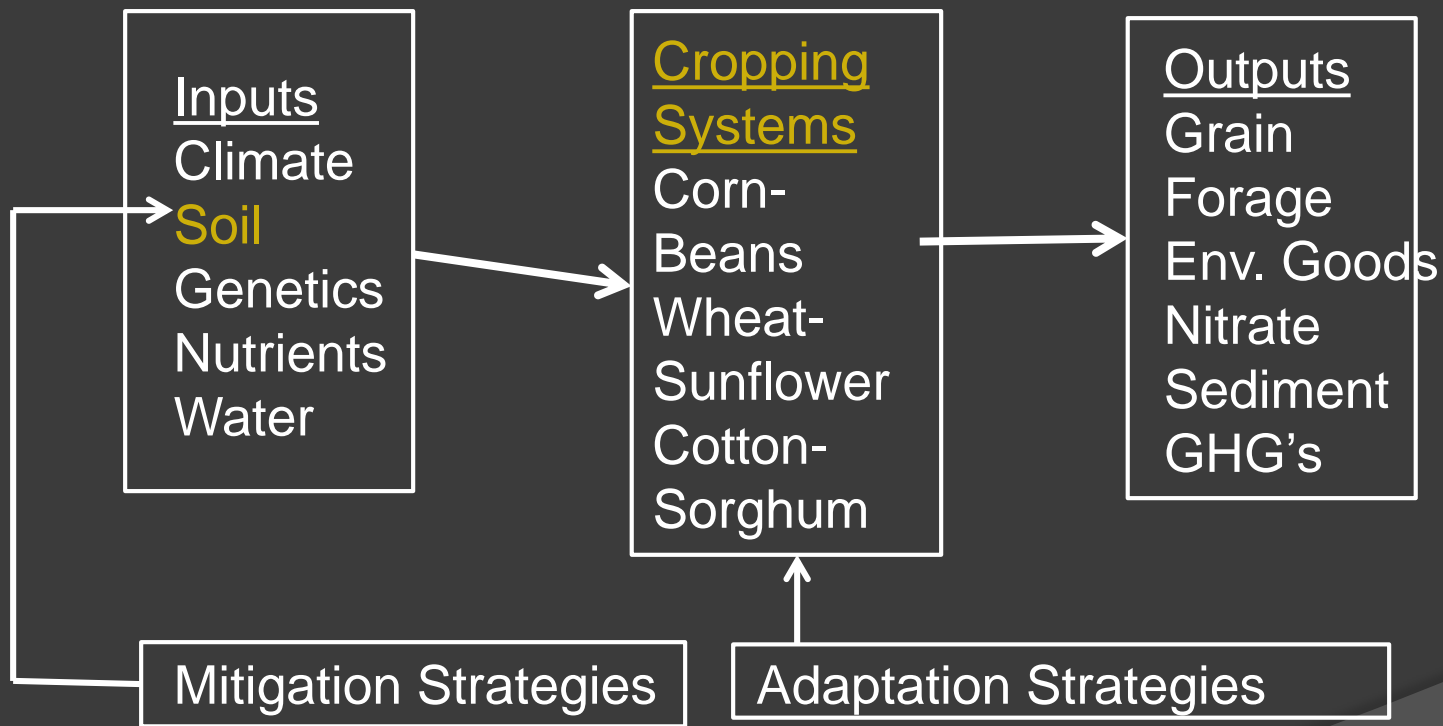 Inputs
Climate
Soil
Genetics
Nutrients
Water
Cropping
Systems
Corn-
Beans
Wheat-
Sunflower
Cotton-
Sorghum
Outputs
Grain
Forage
Env. Goods
Nitrate
Sediment
GHG’s
Mitigation Strategies
Adaptation Strategies